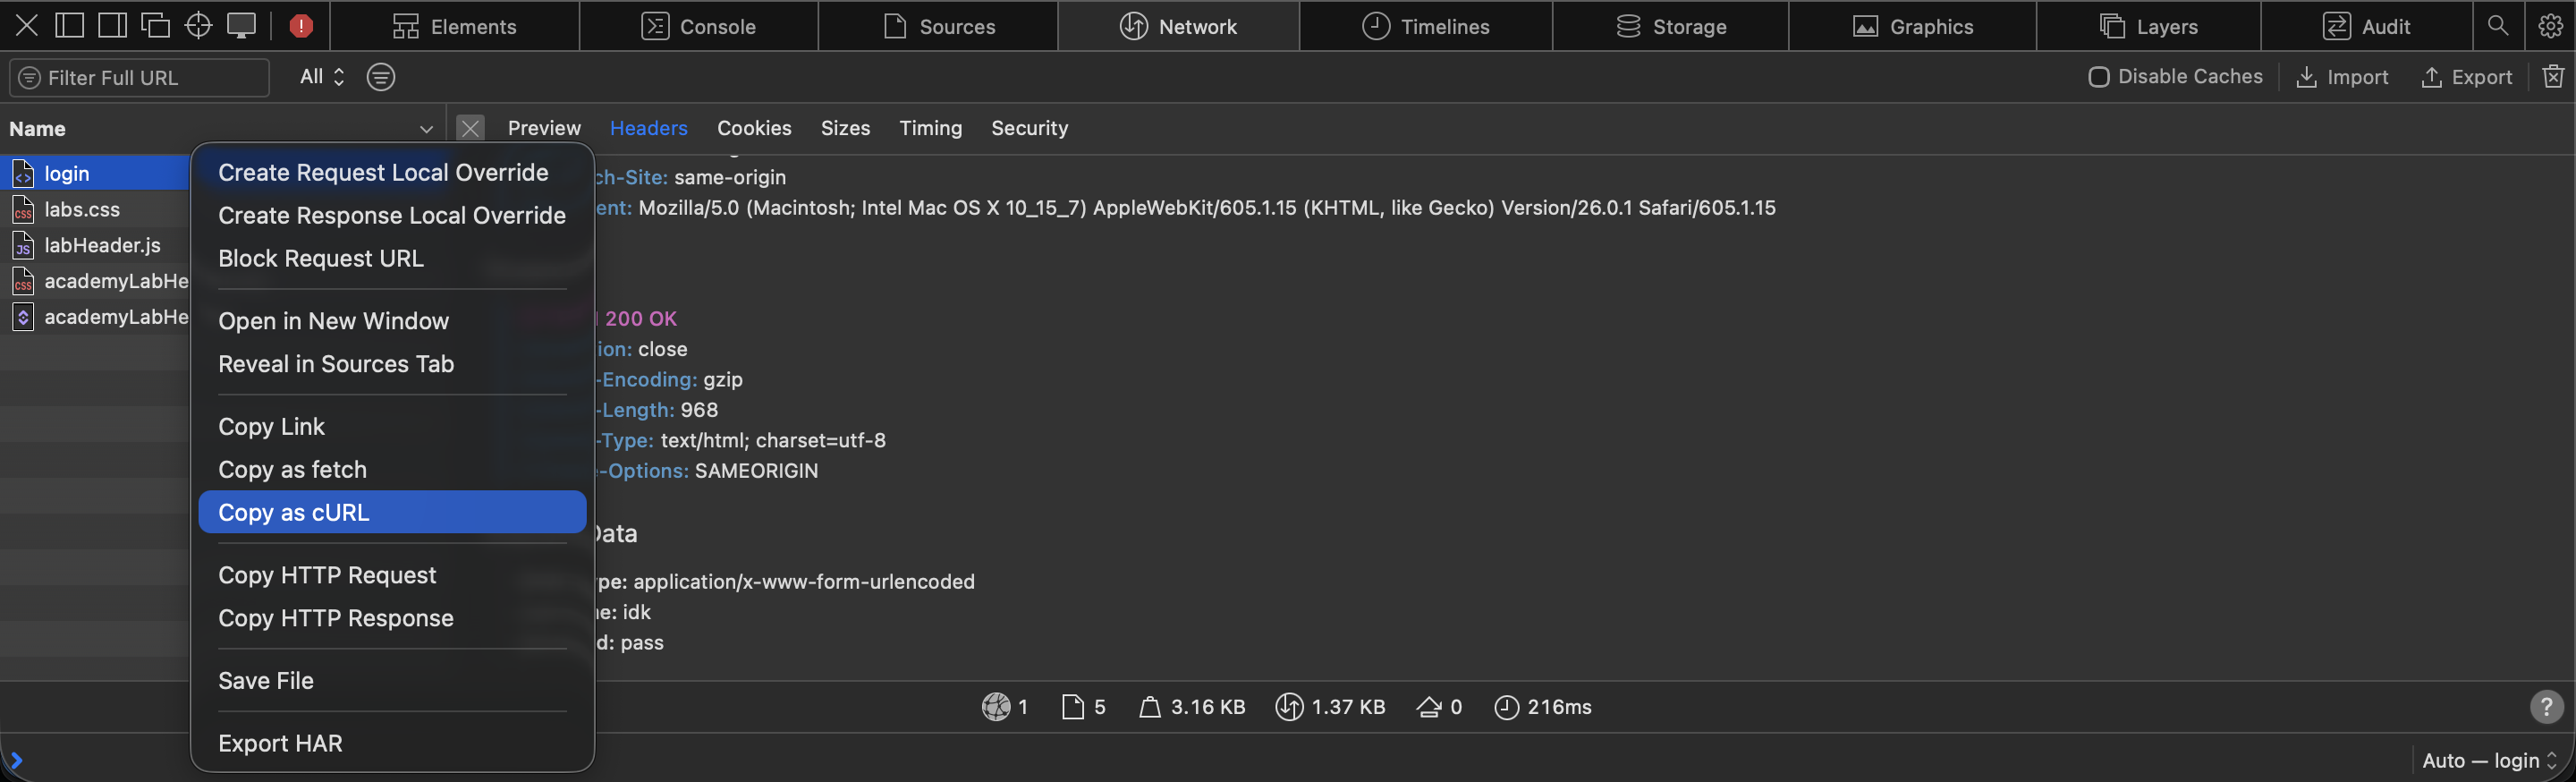 Elements Console Sources Network Timelines Storage Graphics Layers Audit
Filter Full URL All Disable Caches Import Export
Name Preview Headers Cookies Sizes Timing Security
login
labs.css
labHeader.js
academyLabHe
academyLabHe
Create Request Local Override
Create Response Local Override
Block Request URL
Open in New Window
Reveal in Sources Tab
Copy Link
Copy as fetch
Copy as cURL
Copy HTTP Request
Copy HTTP Response
Save File
Export HAR
ch-Site: same-origin
ent: Mozilla/5.0 (Macintosh; Intel Mac OS X 10_15_7) AppleWebKit/605.1.15 (KHTML, like Gecko) Version/26.0.1 Safari/605.1.15
200 OK
ion: close
-Encoding: gzip
-Length: 968
-Type: text/html; charset=utf-8
-Options: SAMEORIGIN
Data
pe: application/x-www-form-urlencoded
e: idk
d: pass
1 5 3.16 KB 1.37 KB 0 216ms ?
Auto — login